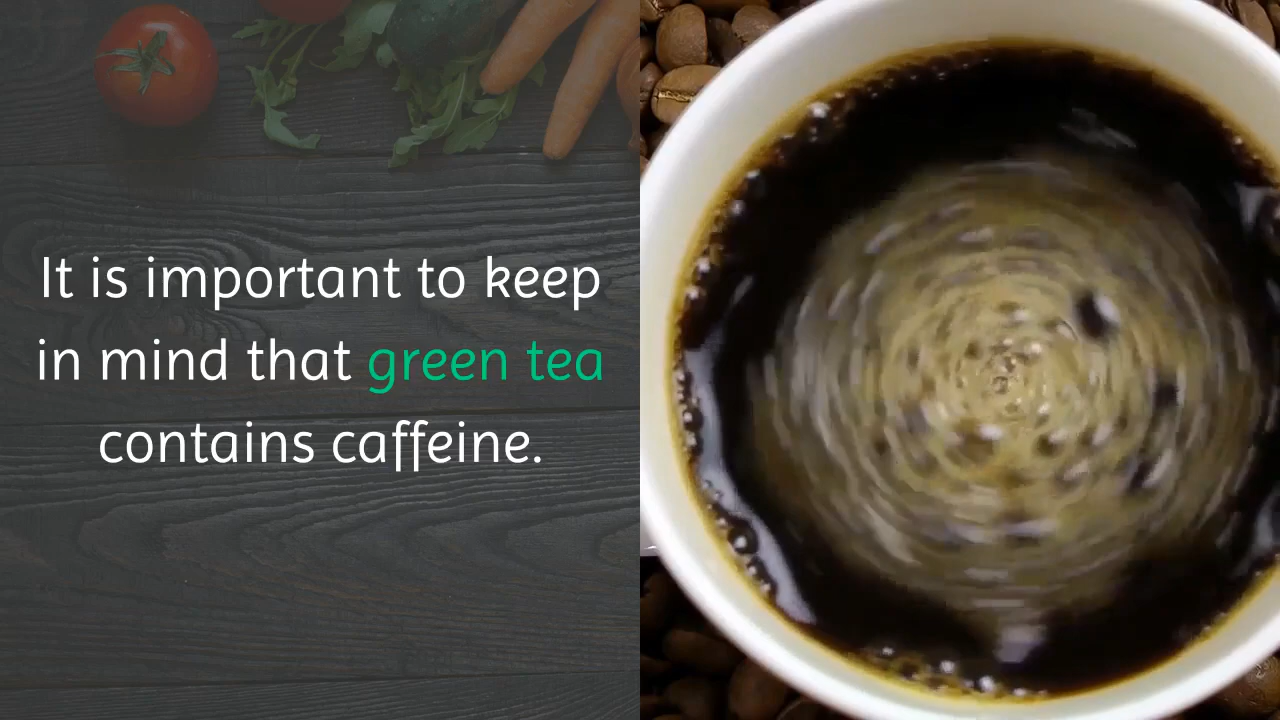 It is important to keep
in mind that green tea
contains caffeine.